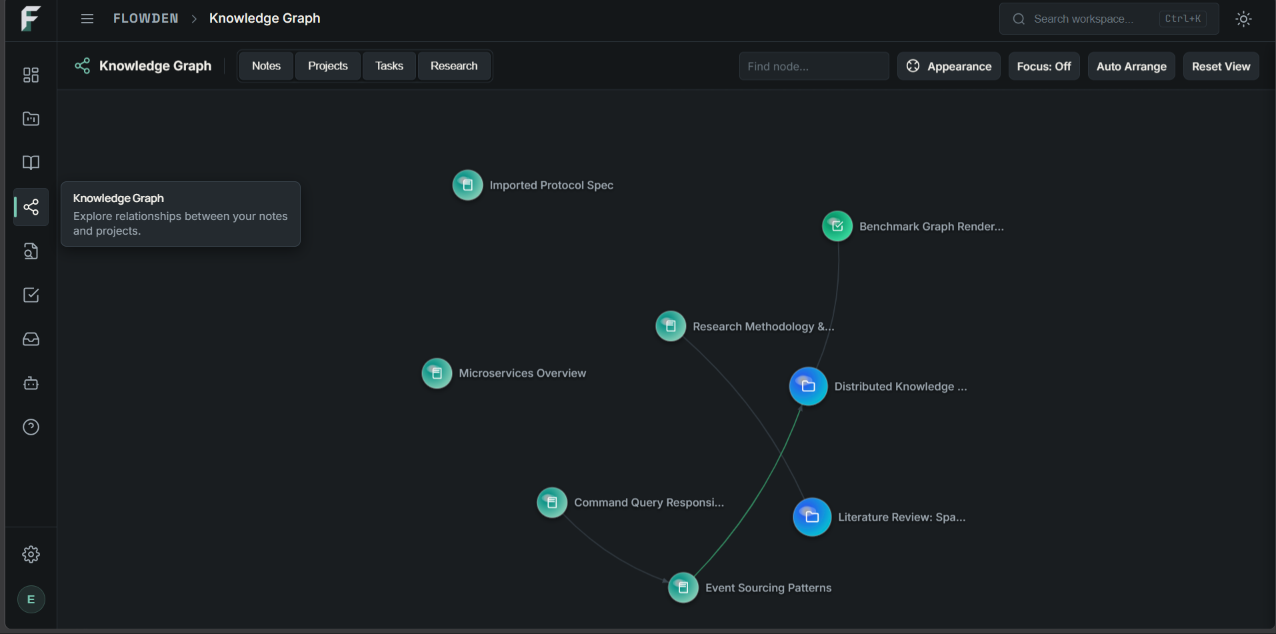 FLOWDEN
Knowledge Graph
Search workspace...
Ctrl+K
Knowledge Graph
Notes
Projects
Tasks
Research
Find node...
Appearance
Focus: Off
Auto Arrange
Reset View
Imported Protocol Spec
Knowledge Graph
Explore relationships between your notes
and projects.
Benchmark Graph Render...
Research Methodology &...
Microservices Overview
Distributed Knowledge ...
Command Query Responsi...
Literature Review: Spa...
Event Sourcing Patterns
E